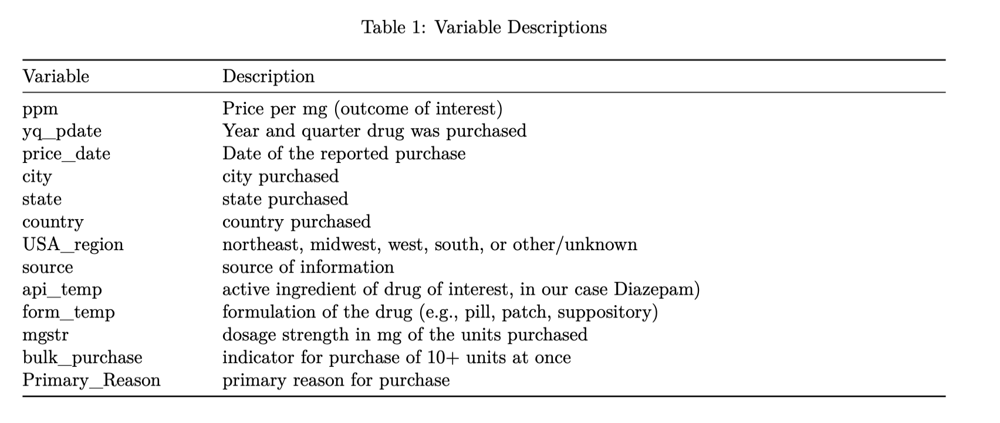 Table 1: Variable Descriptions
Variable Description
ppm Price per mg (outcome of interest)
yq_pdate Year and quarter drug was purchased
price_date Date of the reported purchase
city city purchased
state state purchased
country country purchased
USA_region northeast, midwest, west, south, or other/unknown
source source of information
api_temp active ingredient of drug of interest, in our case Diazepam)
form_temp formulation of the drug (e.g., pill, patch, suppository)
mgstr dosage strength in mg of the units purchased
bulk_purchase indicator for purchase of 10+ units at once
Primary_Reason primary reason for purchase